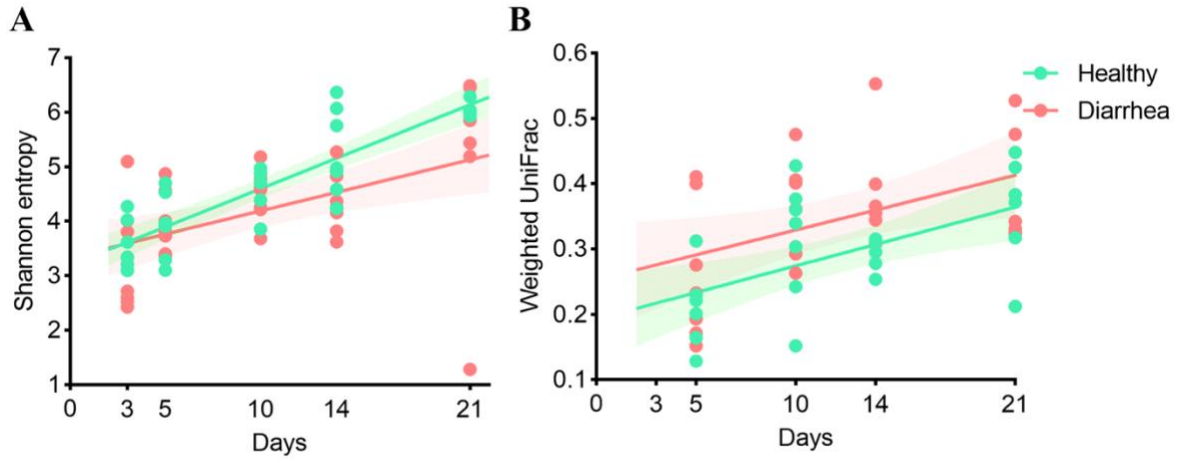 A
Shannon entropy
7
6
5
4
3
2
1
0 3 5 10 14 21
Days
B
Weighted UniFrac
0.6
0.5
0.4
0.3
0.2
0.1
0 3 5 10 14 21
Days
Healthy
Diarrhea